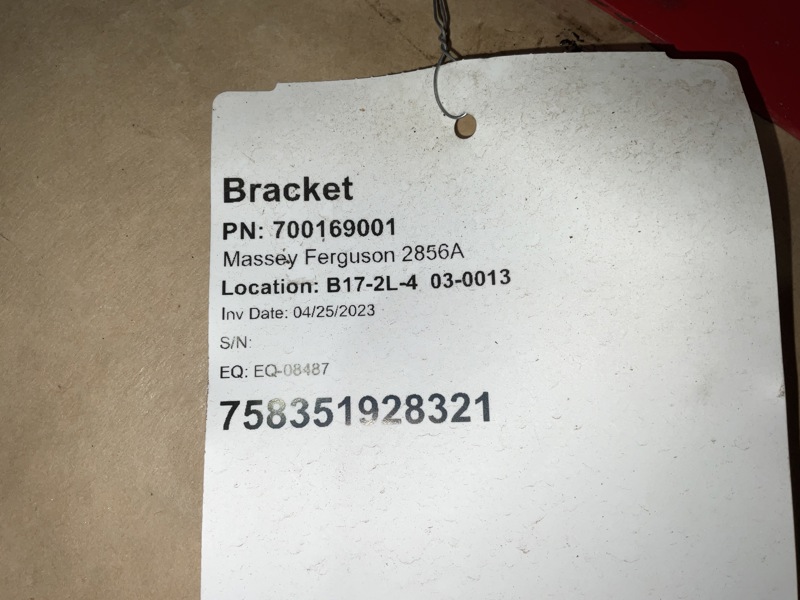 Bracket
PN: 700169001
Massey Ferguson 2856A
Location: B17-2L-4 03-0013
Inv Date: 04/25/2023
S/N:
EQ: EQ-08487
758351928321